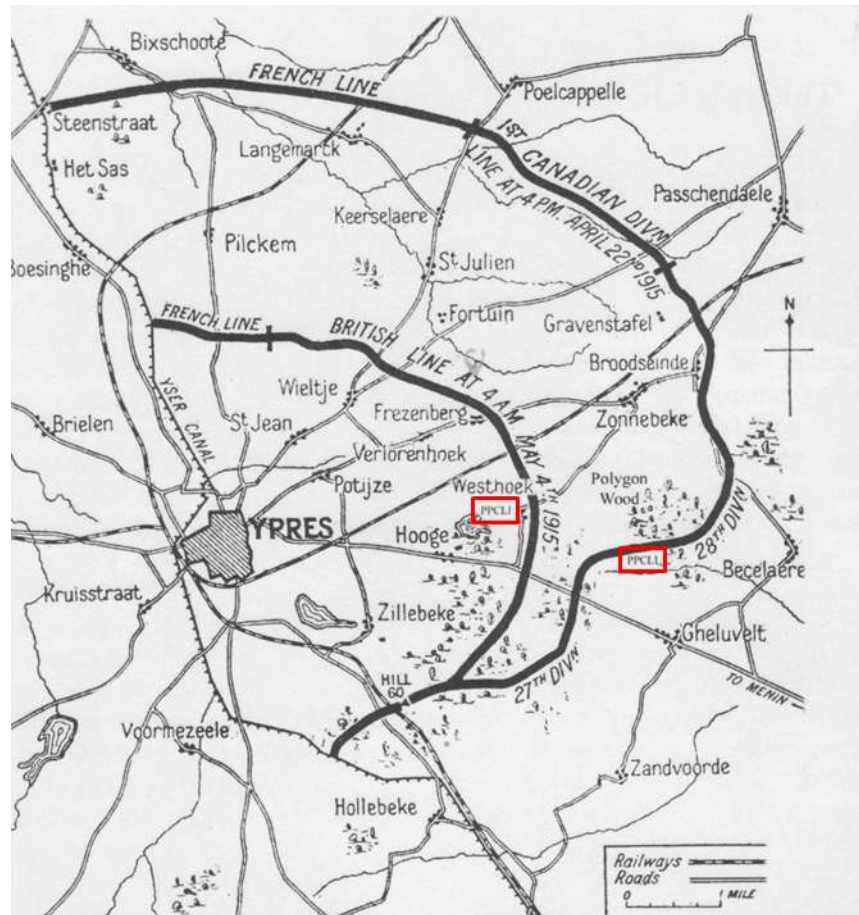 Bixschoote
FRENCH LINE
Poelcappelle
Steenstraat
Langemarck
1ST CANADIAN DIVN
LINE AT 4 P.M. APRIL 22ND 1915
Het Sas
Passchendaele
Keerselaere
Pilckem
Boesinghe
St Julien
N
Fortuin
Gravenstafel
FRENCH LINE
BRITISH LINE AT 4 A.M. MAY 4TH 1915
Broodseinde
Wieltje
YSER CANAL
Zonnebeke
Brielen
St Jean
Frezenberg
Verlorenhoek
Potijze
Westhoek
Polygon
Wood
PPCLI
YPRES
Hooge
28TH DIVN
PPCLI
Becelaere
Kruisstraat
Zillebeke
Gheluvelt
27TH DIVN
HILL
60
TO MENIN
Voormezeele
Zandvoorde
Hollebeke
Railways
Roads
0 1 MILE